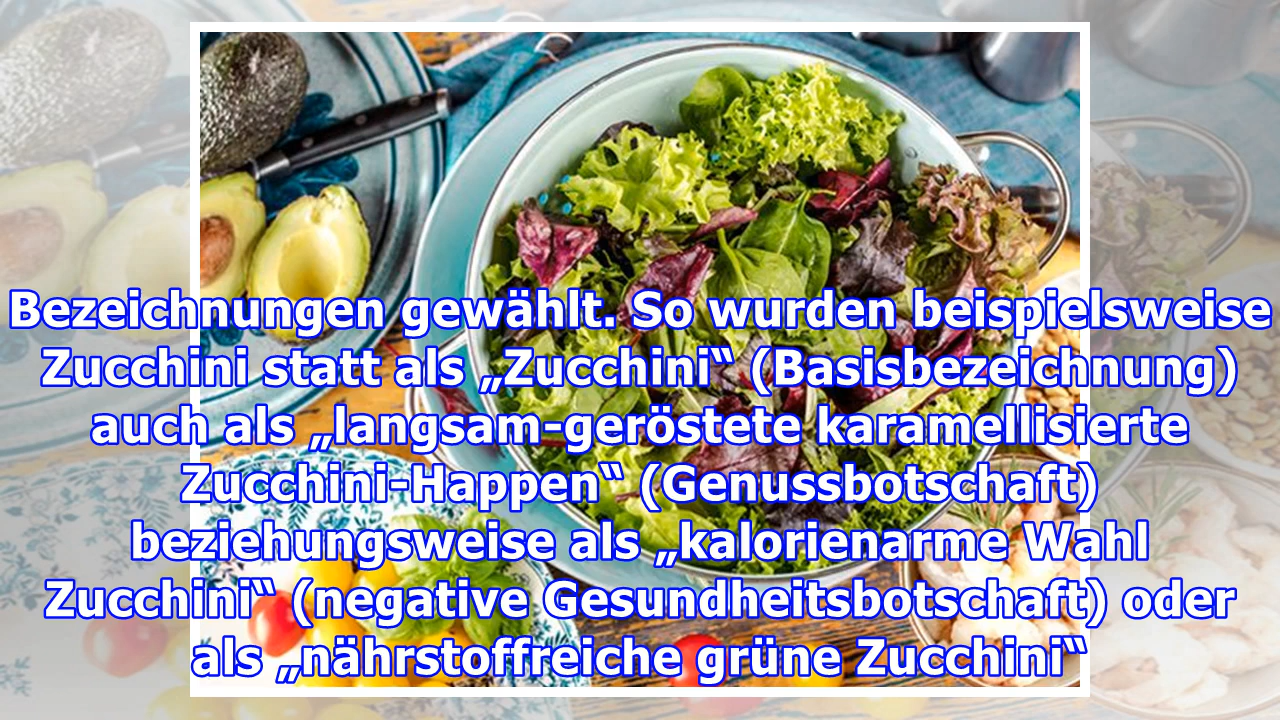 Bezeichnungen gewählt. So wurden beispielsweise
Zucchini statt als „Zucchini“ (Basisbezeichnung)
auch als „langsam-geröstete karamellisierte
Zucchini-Happen“ (Genussbotschaft)
beziehungsweise als „kalorienarme Wahl
Zucchini“ (negative Gesundheitsbotschaft) oder
als „nährstoffreiche grüne Zucchini“